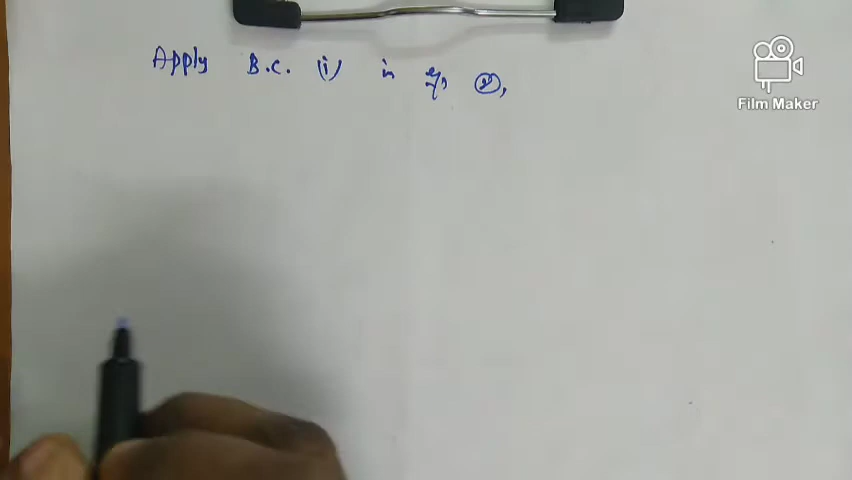 Apply B.C. (i) in eq, ②,
Film Maker